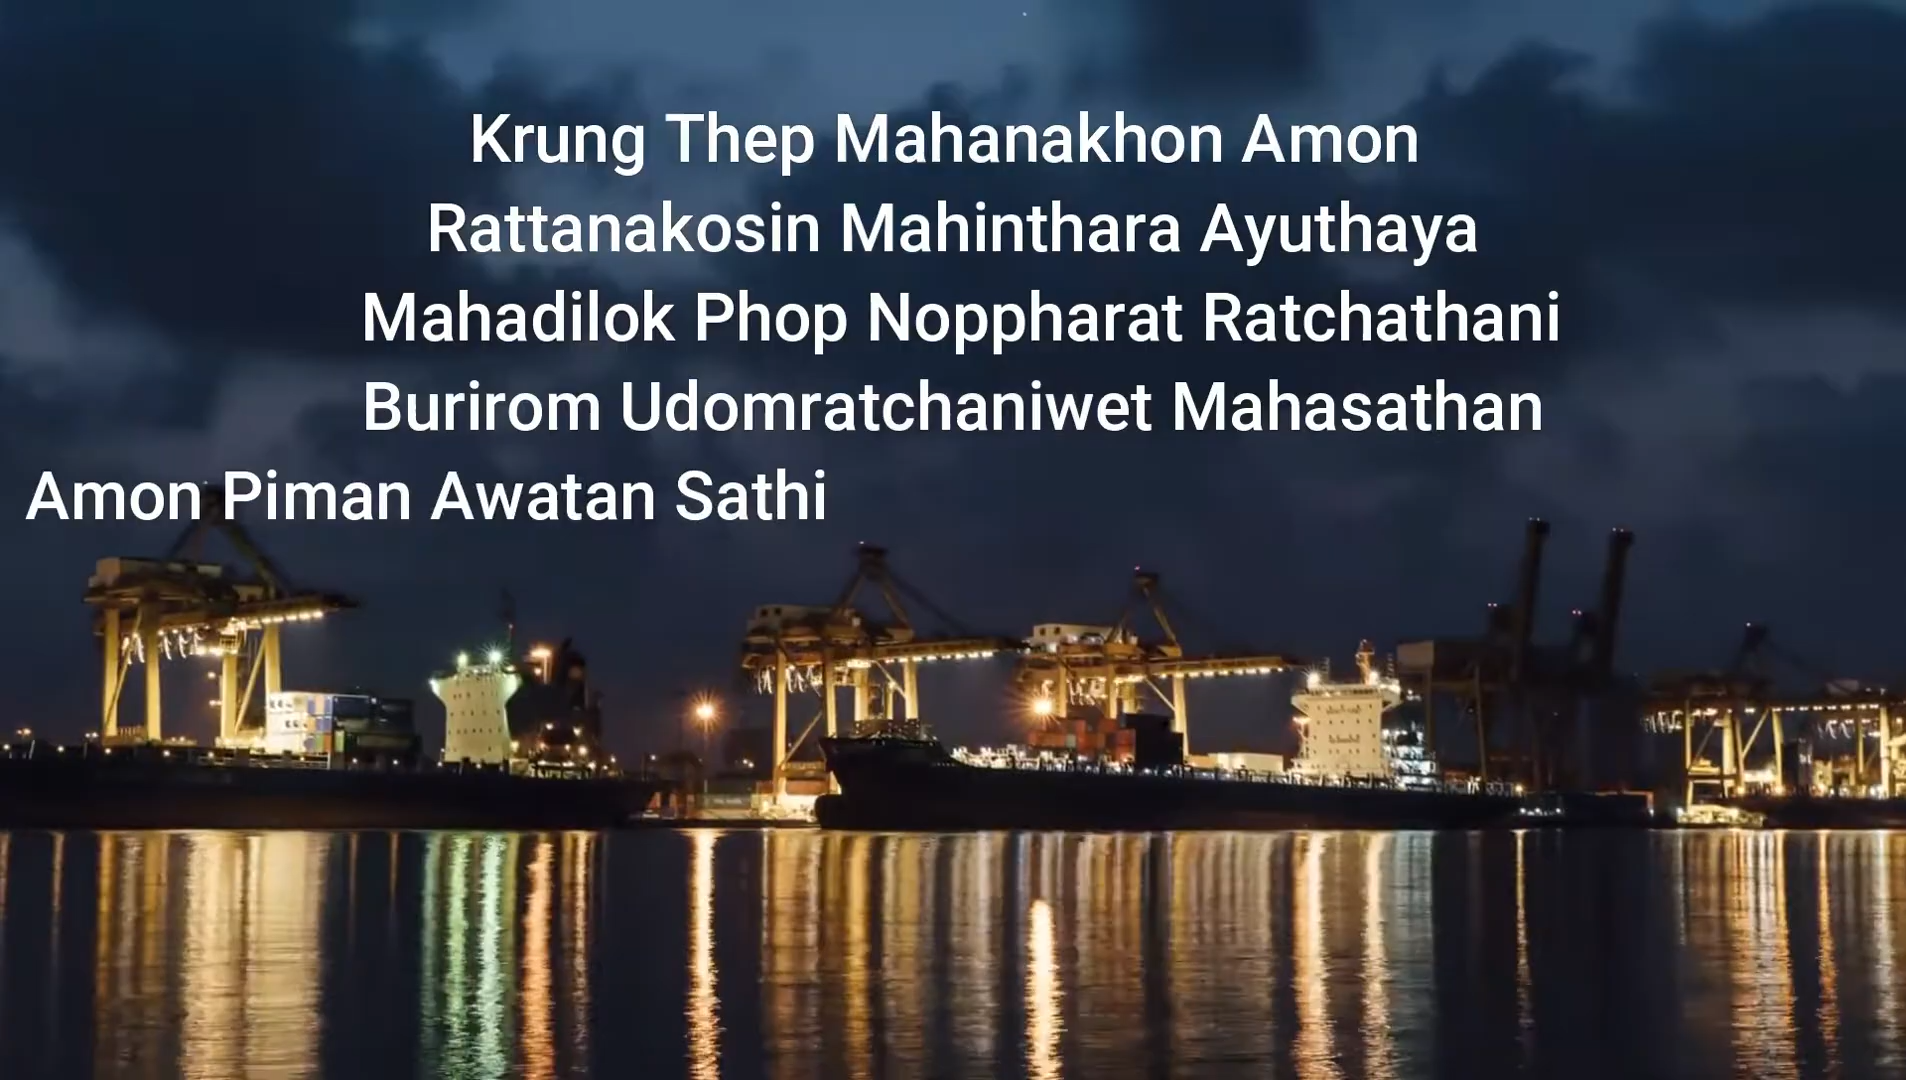 Krung Thep Mahanakhon Amon
Rattanakosin Mahinthara Ayuthaya
Mahadilok Phop Noppharat Ratchathani
Burirom Udomratchaniwet Mahasathan
Amon Piman Awatan Sathi